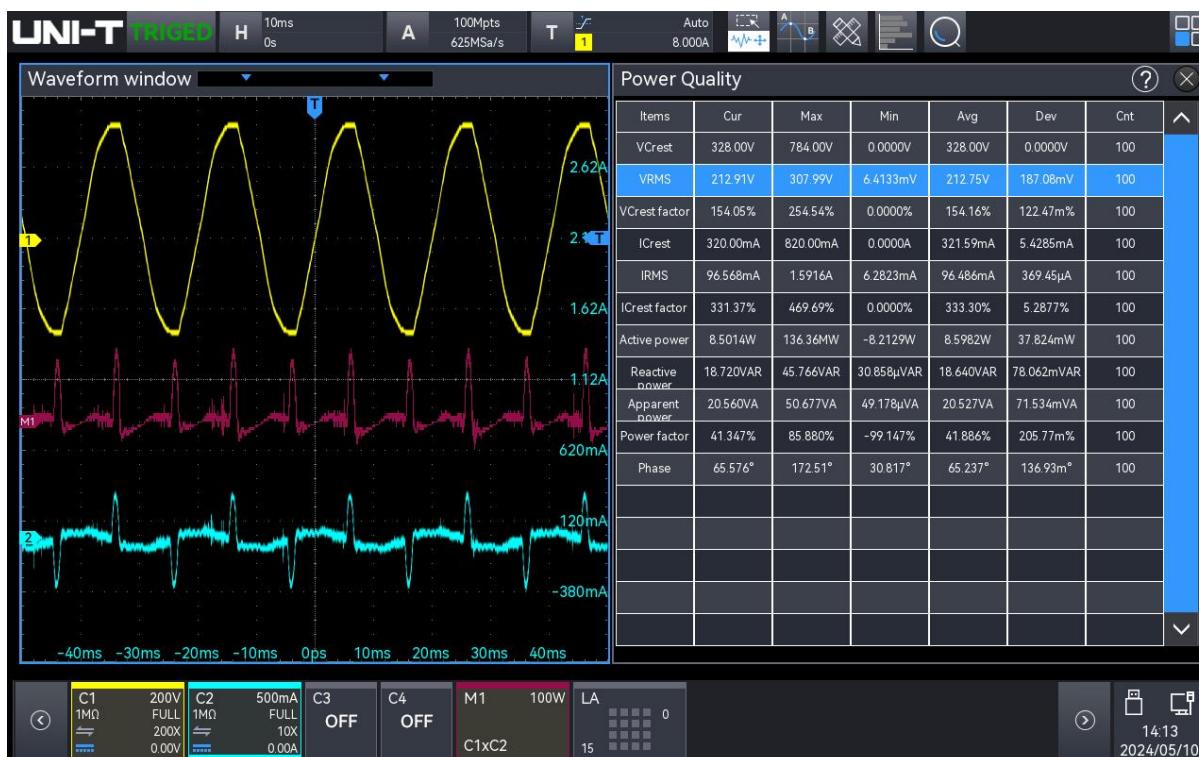 UNI-T TRIGED H 10ms 0s A 100Mpts 625MSa/s T 1 Auto 8.000A
Waveform window
T
2.62A
1
T
1.62A
1.12A
M1
620mA
120mA
2
-380mA
-40ms -30ms -20ms -10ms 0ps 10ms 20ms 30ms 40ms
Power Quality ?
Items Cur Max Min Avg Dev Cnt
VCrest 328.00V 784.00V 0.0000V 328.00V 0.0000V 100
VRMS 212.91V 307.99V 6.4133mV 212.75V 187.08mV 100
VCrest factor 154.05% 254.54% 0.0000% 154.16% 122.47m% 100
ICrest 320.00mA 820.00mA 0.0000A 321.59mA 5.4285mA 100
IRMS 96.568mA 1.5916A 6.2823mA 96.486mA 369.45μA 100
ICrest factor 331.37% 469.69% 0.0000% 333.30% 5.2877% 100
Active power 8.5014W 136.36MW -8.2129W 8.5982W 37.824mW 100
Reactive power 18.720VAR 45.766VAR 30.858μVAR 18.640VAR 78.062mVAR 100
Apparent power 20.560VA 50.677VA 49.178μVA 20.527VA 71.534mVA 100
Power factor 41.347% 85.880% -99.147% 41.886% 205.77m% 100
Phase 65.576° 172.51° 30.817° 65.237° 136.93m° 100
C1 200V
1MΩ FULL
200X
0.00V
C2 500mA
1MΩ FULL
10X
0.00A
C3
OFF
C4
OFF
M1 100W
C1xC2
LA
0
15
14:13
2024/05/10